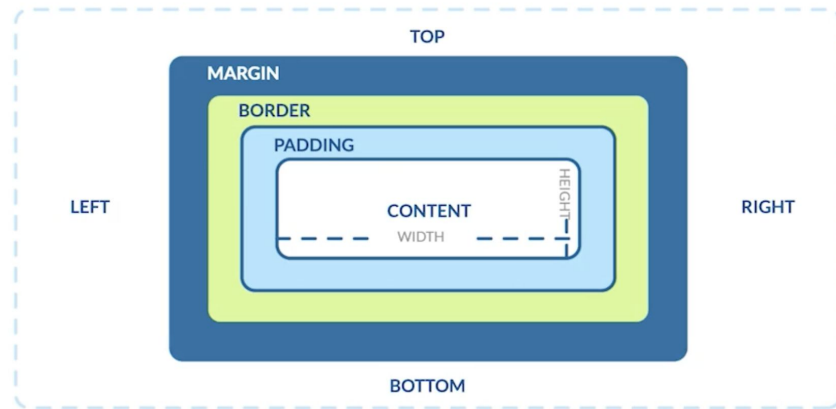 TOP
MARGIN
BORDER
PADDING
HEIGHT
LEFT
CONTENT
RIGHT
WIDTH
BOTTOM